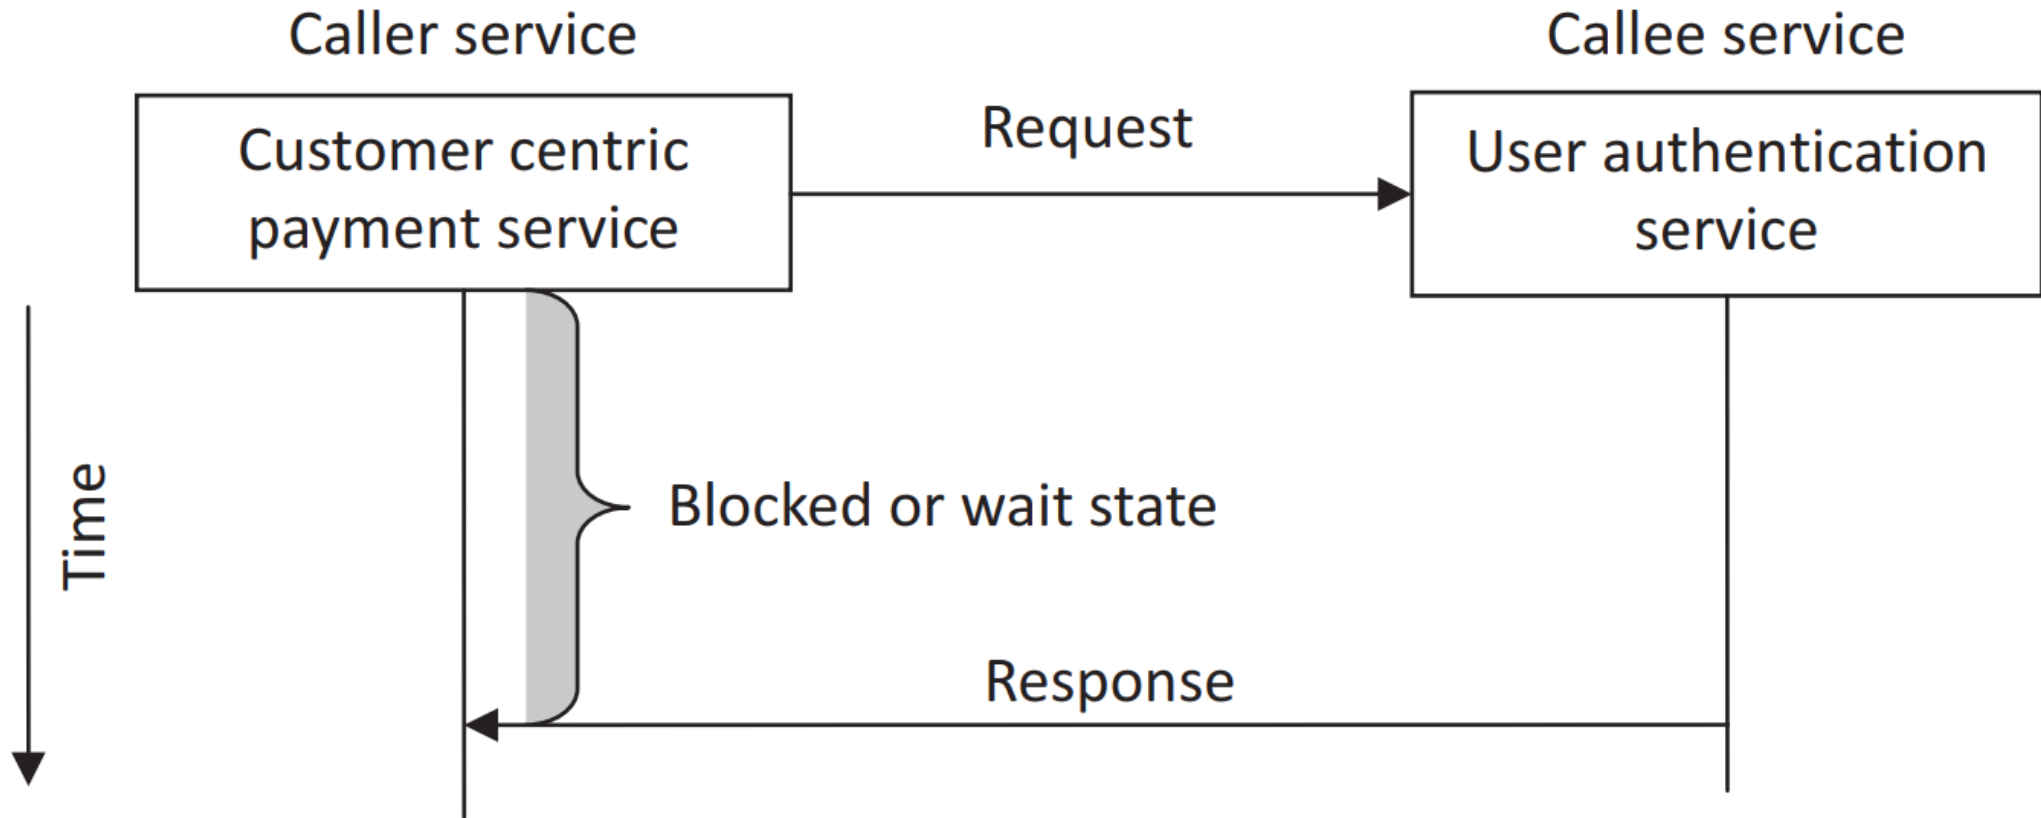 Caller service
Callee service
Customer centric
payment service
Request
User authentication
service
Time
Blocked or wait state
Response